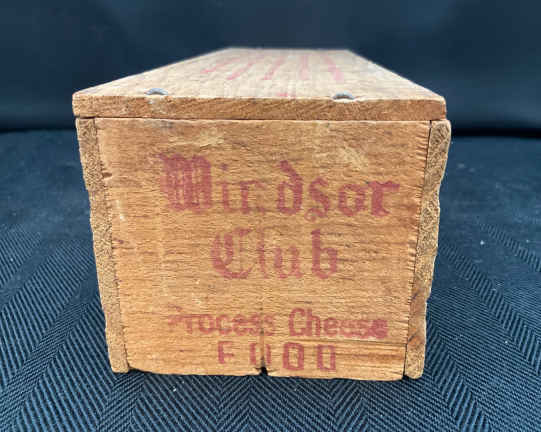 Windsor
Club
Process Cheese
FOOD